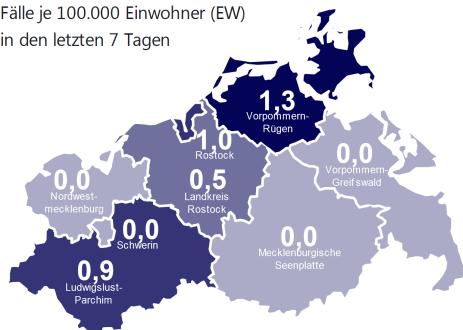 Fälle je 100.000 Einwohner (EW)
in den letzten 7 Tagen
1,3
Vorpommern-
Rügen
1,0
Rostock
0,0
Vorpommern-
Greifswald
0,0
Nordwest-
mecklenburg
0,5
Landkreis
Rostock
0,0
Schwerin
0,0
Mecklenburgische
Seenplatte
0,9
Ludwigslust-
Parchim